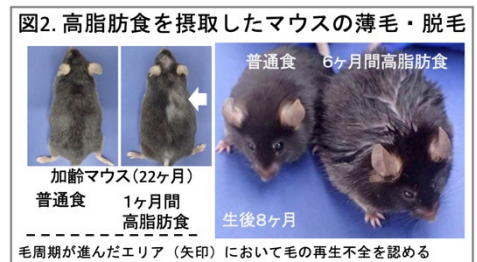 図2. 高脂肪食を摂取したマウスの薄毛・脱毛
普通食 6ヶ月間高脂肪食
加齢マウス(22ヶ月)
普通食 1ヶ月間
高脂肪食
生後8ヶ月
毛周期が進んだエリア（矢印）において毛の再生不全を認める